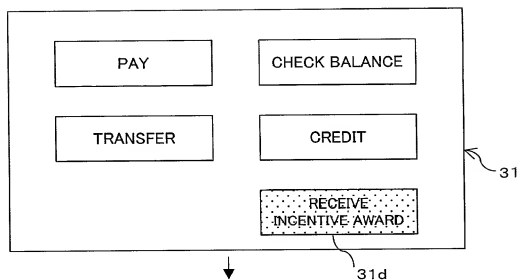 PAY
CHECK BALANCE
TRANSFER
CREDIT
31
RECEIVE
INCENTIVE AWARD
31d